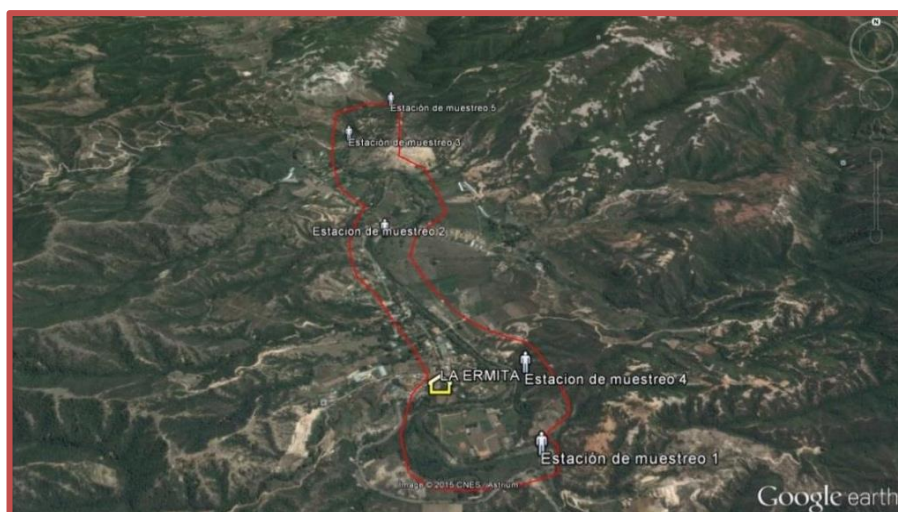 N
Estación de muestreo 5
Estación de muestreo 3
Estacion de muestreo 2
LA ERMITA
Estacion de muestreo 4
Estación de muestreo 1
Image © 2015 CNES / Astrium
Google earth